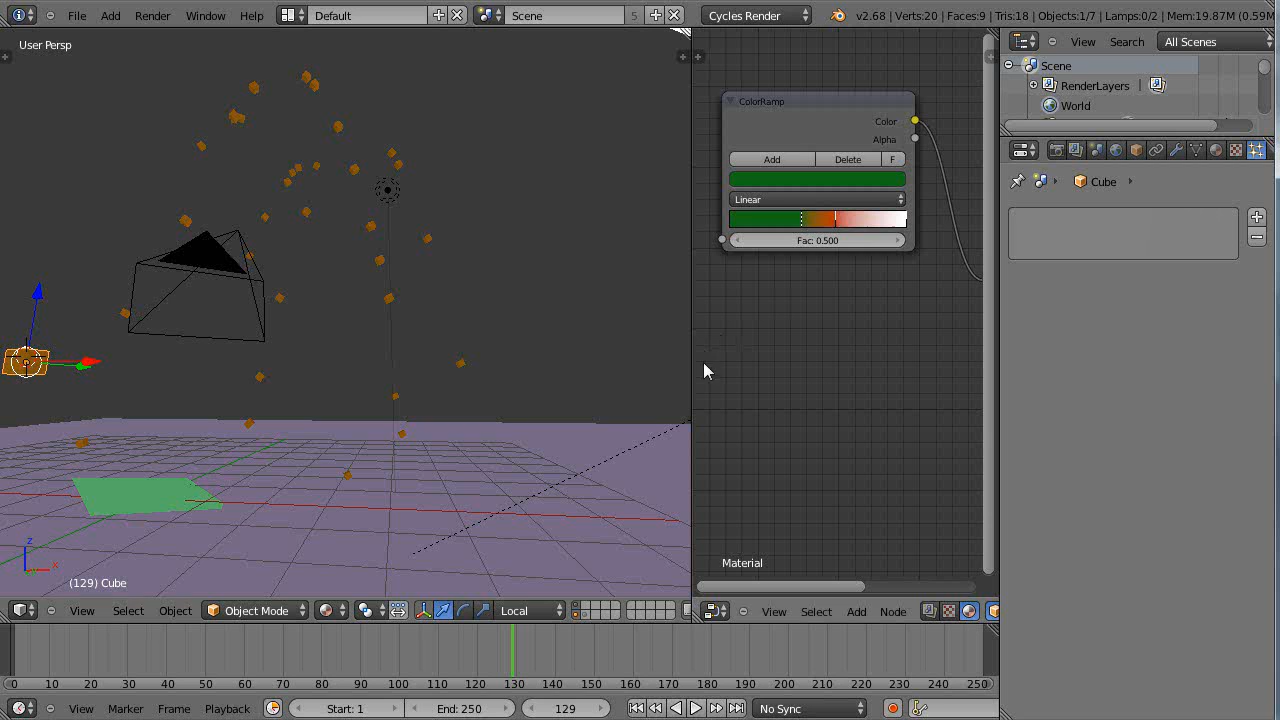 File Add Render Window Help Default Scene 5 Cycles Render v2.68 | Verts:20 | Faces:9 | Tris:18 | Objects:1/7 | Lamps:0/2 | Mem:19.87M (0.59M
View Search All Scenes
User Persp
Scene
RenderLayers |
World
ColorRamp
Color
Alpha
Add Delete F
Linear
Fac: 0.500
Cube
z
x
(129) Cube
Material
View Select Object Object Mode Local
View Select Add Node
0 10 20 30 40 50 60 70 80 90 100 110 120 130 140 150 160 170 180 190 200 210 220 230 240 250
View Marker Frame Playback Start: 1 End: 250 129 No Sync